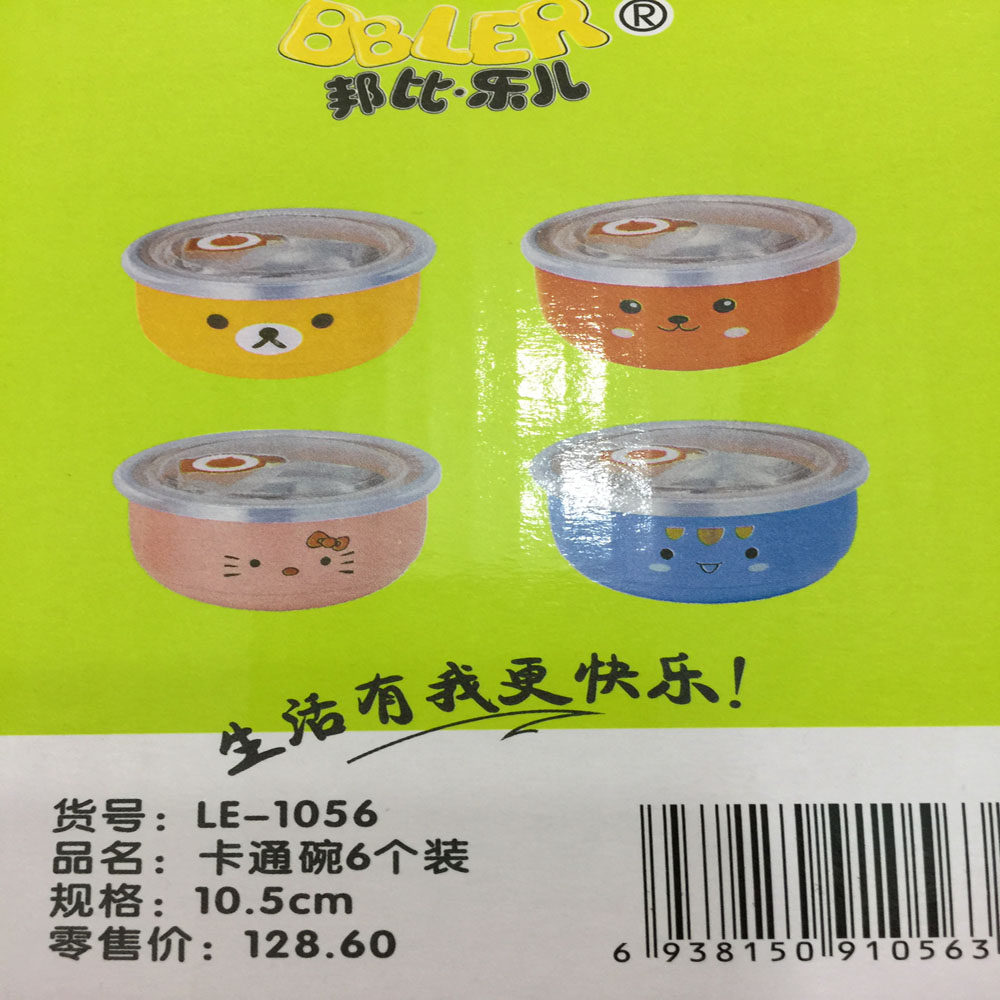 BBLER®
邦比·乐儿
生活有我更快乐！
货号：LE-1056
品名：卡通碗6个装
规格：10.5cm
零售价：128.60
6 938150 910563